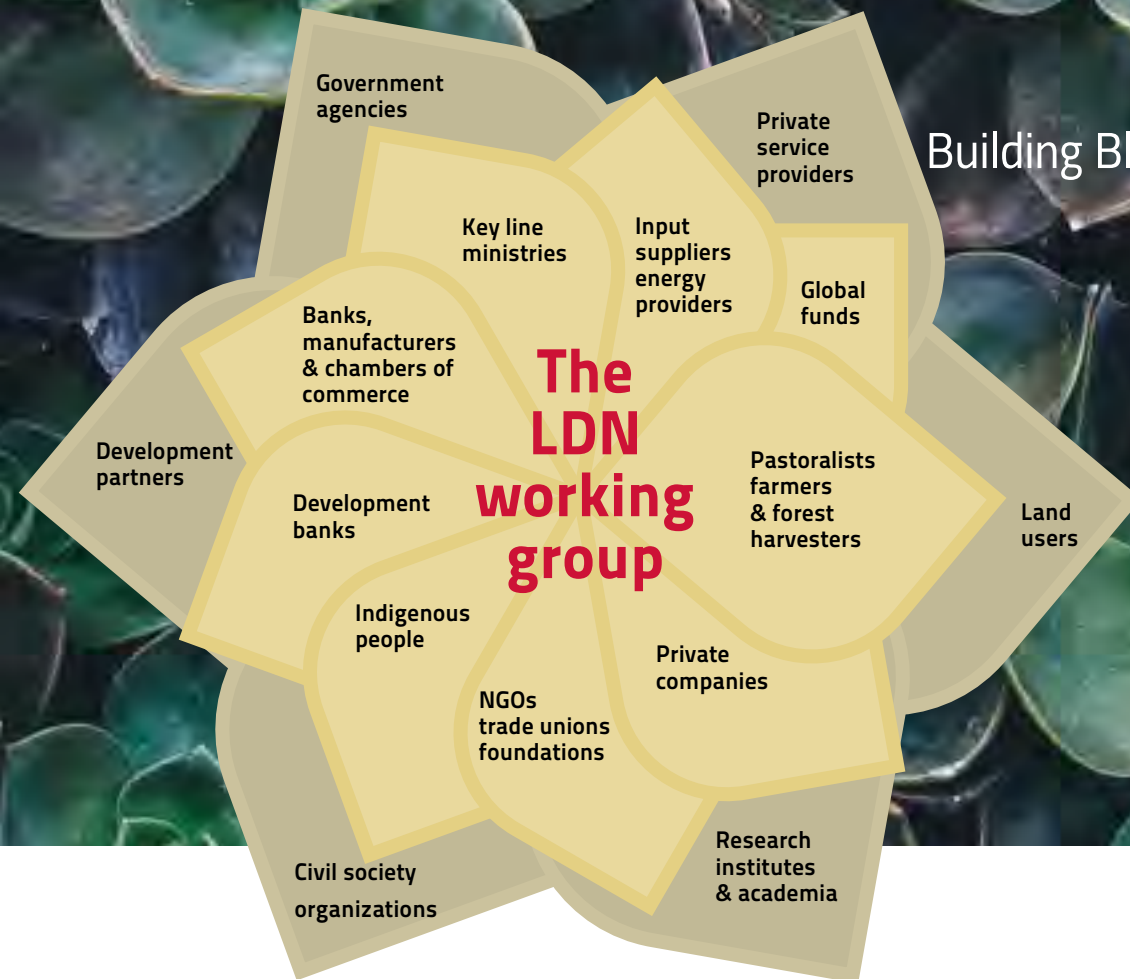 Government
agencies
Private
service
providers
Building Bl
Key line
ministries
Input
suppliers
energy
providers
Global
funds
Banks,
manufacturers
& chambers of
commerce
The
LDN
working
group
Development
partners
Pastoralists
farmers
& forest
harvesters
Development
banks
Land
users
Indigenous
people
Private
companies
NGOs
trade unions
foundations
Research
institutes
& academia
Civil society
organizations